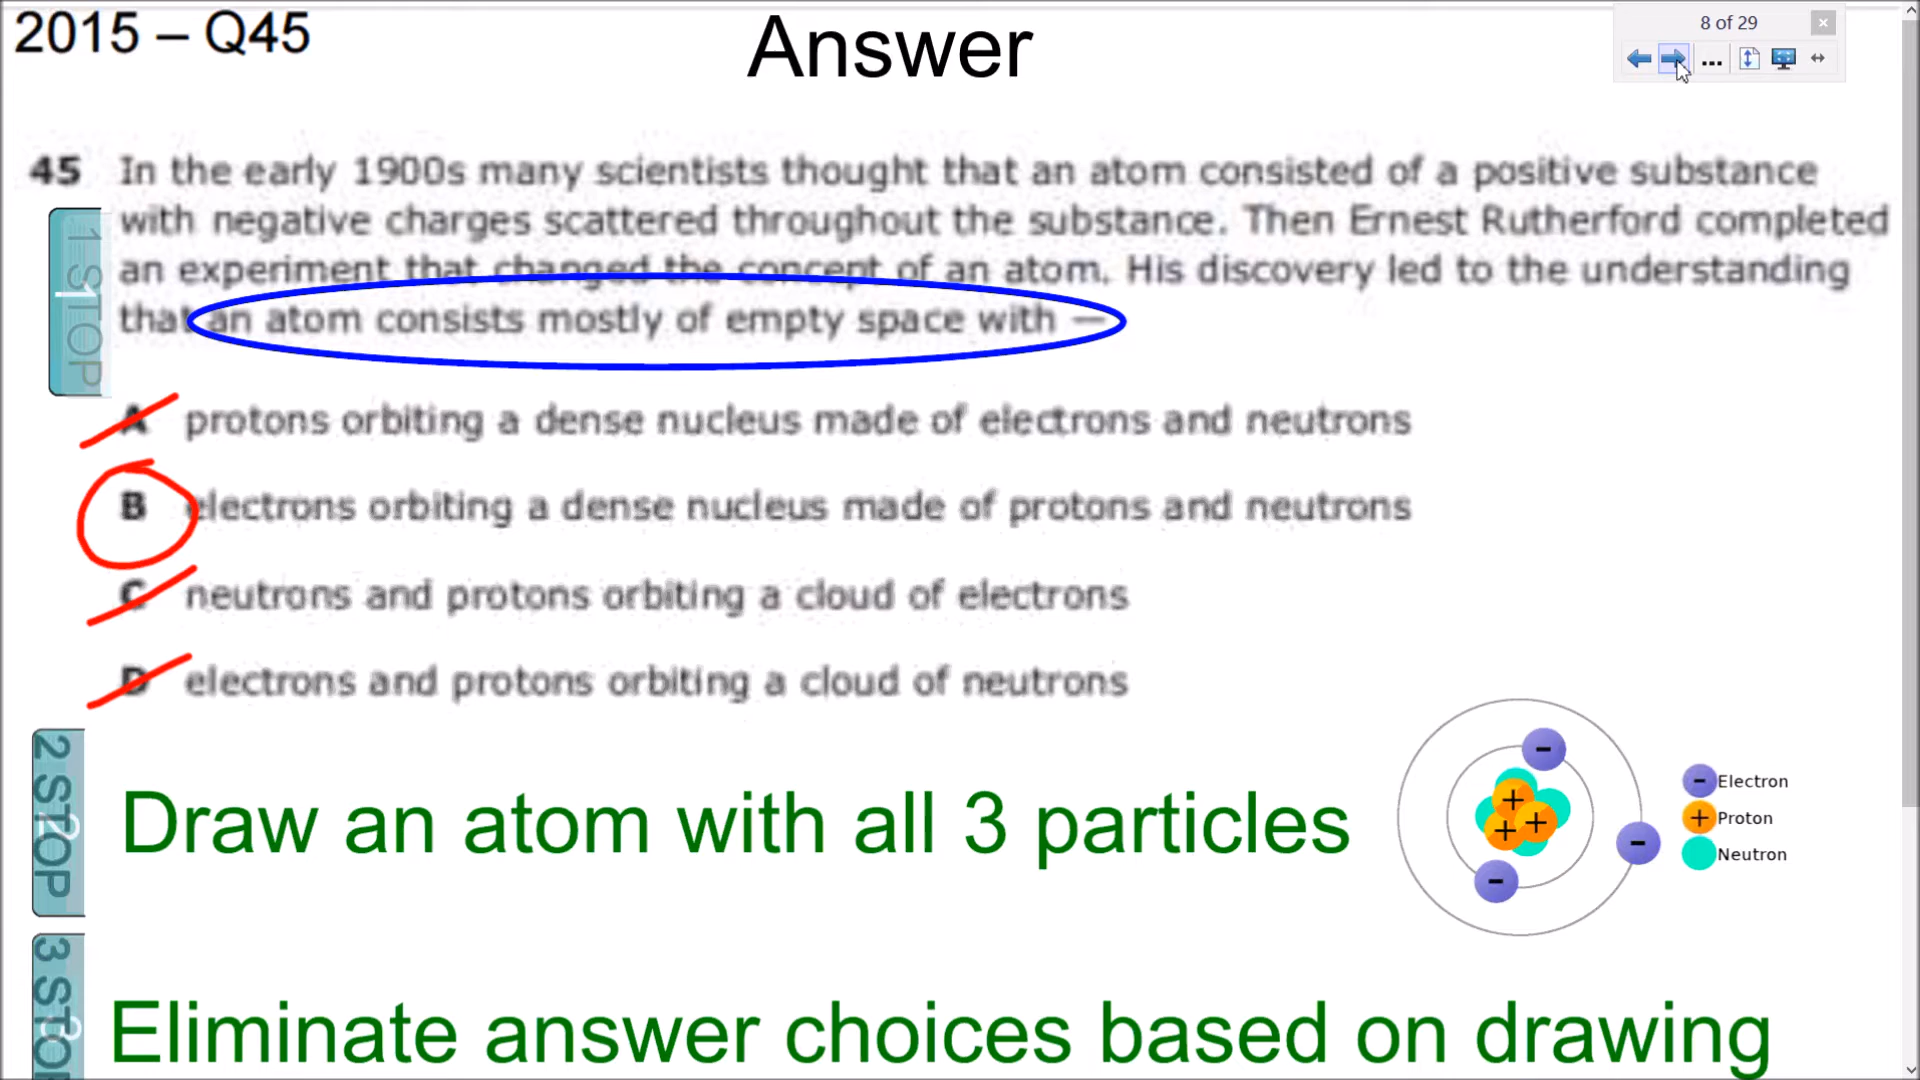 2015 – Q45
Answer
8 of 29
45 In the early 1900s many scientists thought that an atom consisted of a positive substance
with negative charges scattered throughout the substance. Then Ernest Rutherford completed
an experiment that changed the concept of an atom. His discovery led to the understanding
that an atom consists mostly of empty space with —
1 STOP
1
A protons orbiting a dense nucleus made of electrons and neutrons
B electrons orbiting a dense nucleus made of protons and neutrons
C neutrons and protons orbiting a cloud of electrons
D electrons and protons orbiting a cloud of neutrons
2 STOP
2
Draw an atom with all 3 particles
-
-
-
+
+
+
- Electron
+ Proton
Neutron
3 STOP
3
Eliminate answer choices based on drawing